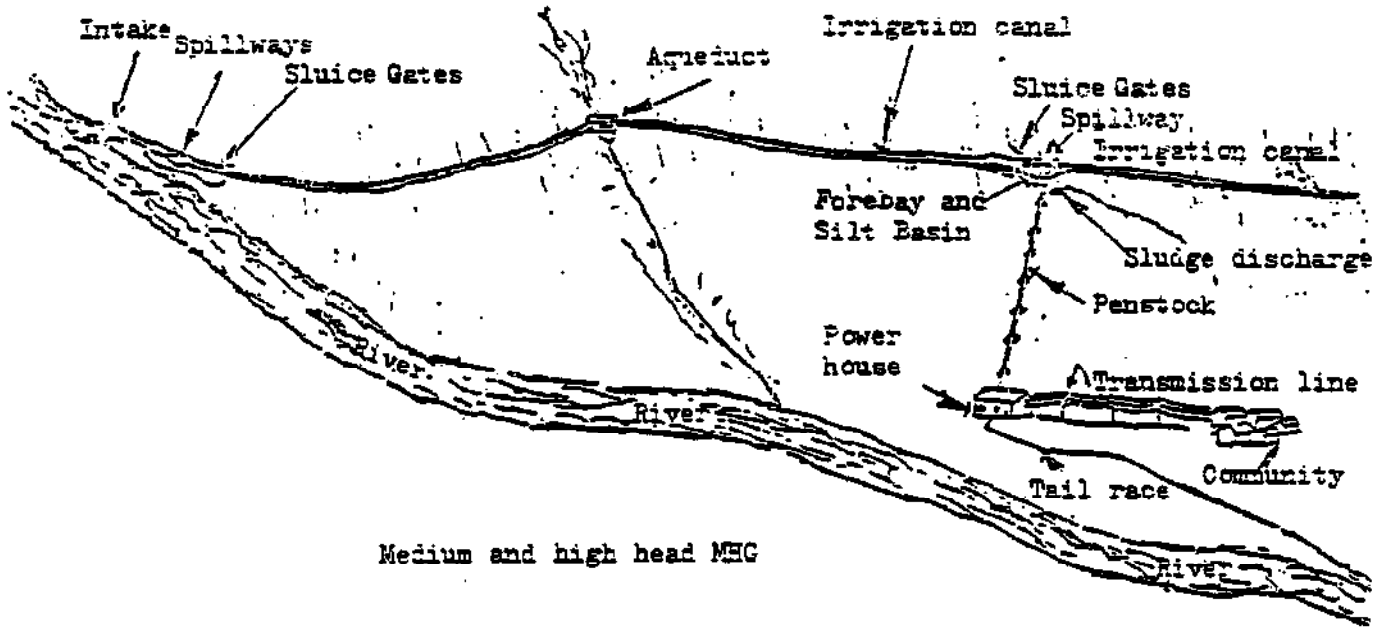 Intake
Spillways
Sluice Gates
Aqueduct
Irrigation canal
Sluice Gates
Spillway
Irrigation canal
Forebay and
Silt Basin
Sludge discharge
Penstock
Power
house
Transmission line
River.
River
Community
Tail race
Medium and high head MHG
River